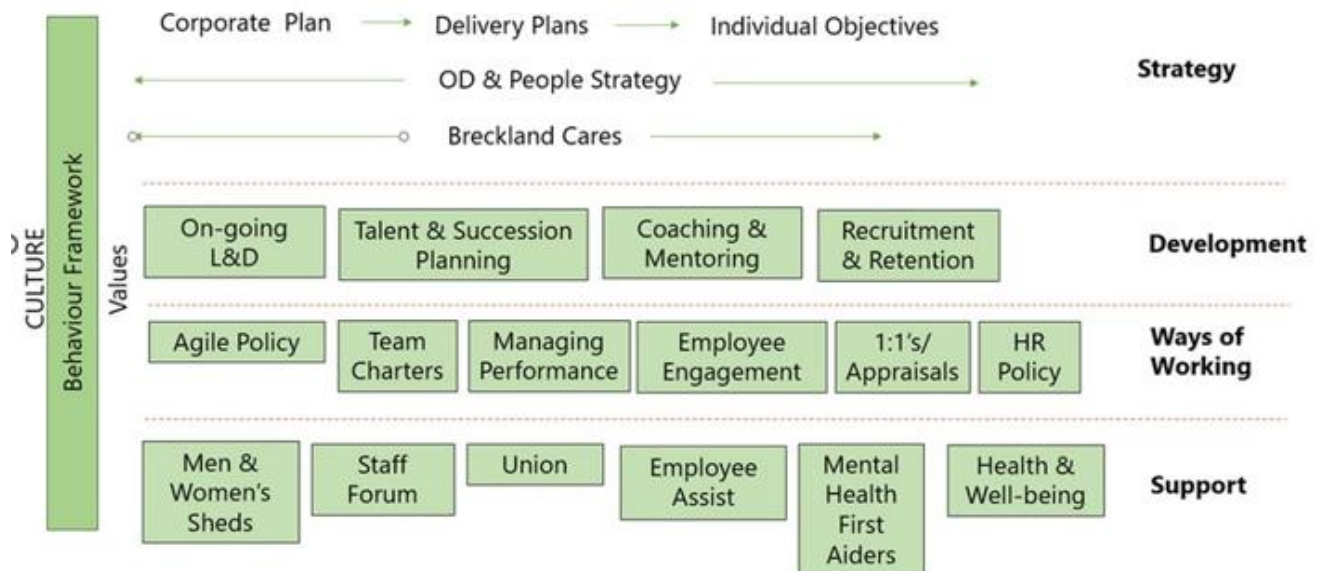 Corporate Plan
Delivery Plans
Individual Objectives
OD & People Strategy
Breckland Cares
Strategy
CULTURE
Behaviour Framework
Values
On-going
L&D
Talent & Succession
Planning
Coaching &
Mentoring
Recruitment
& Retention
Development
Agile Policy
Team
Charters
Managing
Performance
Employee
Engagement
1:1's/
Appraisals
HR
Policy
Ways of
Working
Men &
Women's
Sheds
Staff
Forum
Union
Employee
Assist
Mental
Health
First
Aiders
Health &
Well-being
Support